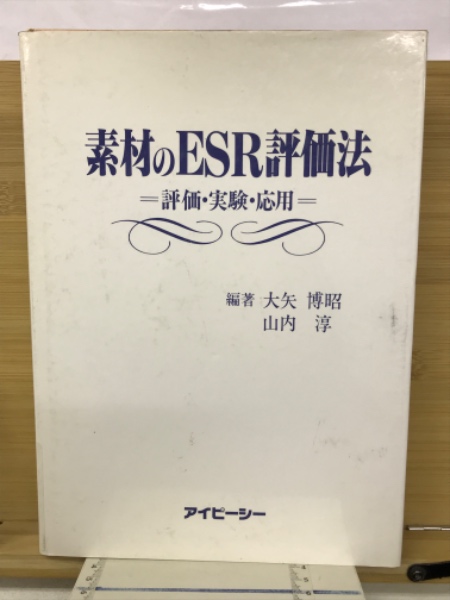 素材のESR評価法
=評価・実験・応用=
編著 大矢 博昭
山内 淳
アイピーシー